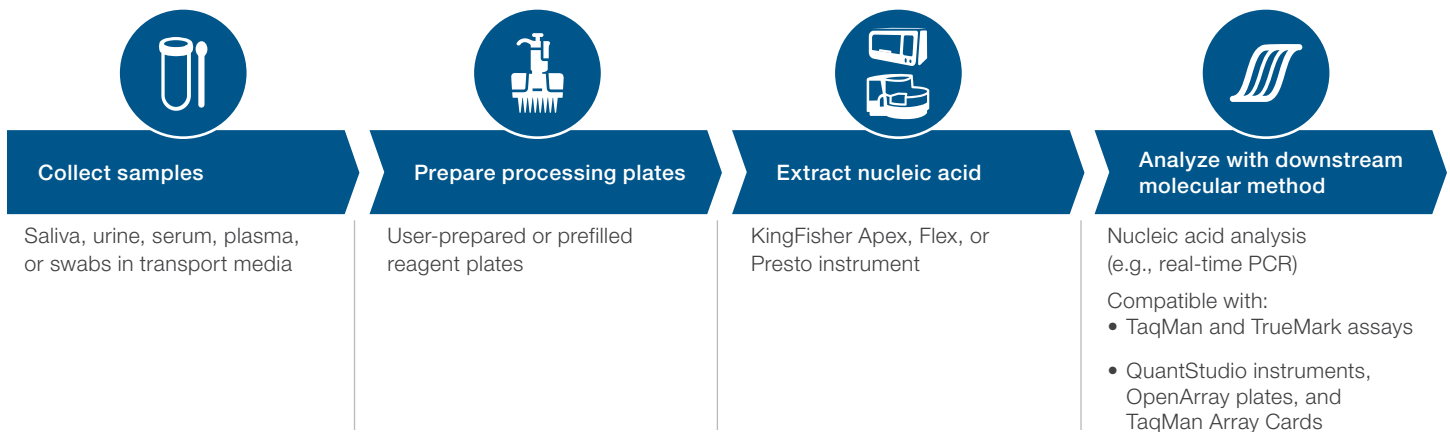 Collect samples
Saliva, urine, serum, plasma,
or swabs in transport media
Prepare processing plates
User-prepared or prefilled
reagent plates
Extract nucleic acid
KingFisher Apex, Flex, or
Presto instrument
Analyze with downstream
molecular method
Nucleic acid analysis
(e.g., real-time PCR)
Compatible with:
• TaqMan and TrueMark assays
• QuantStudio instruments,
OpenArray plates, and
TaqMan Array Cards